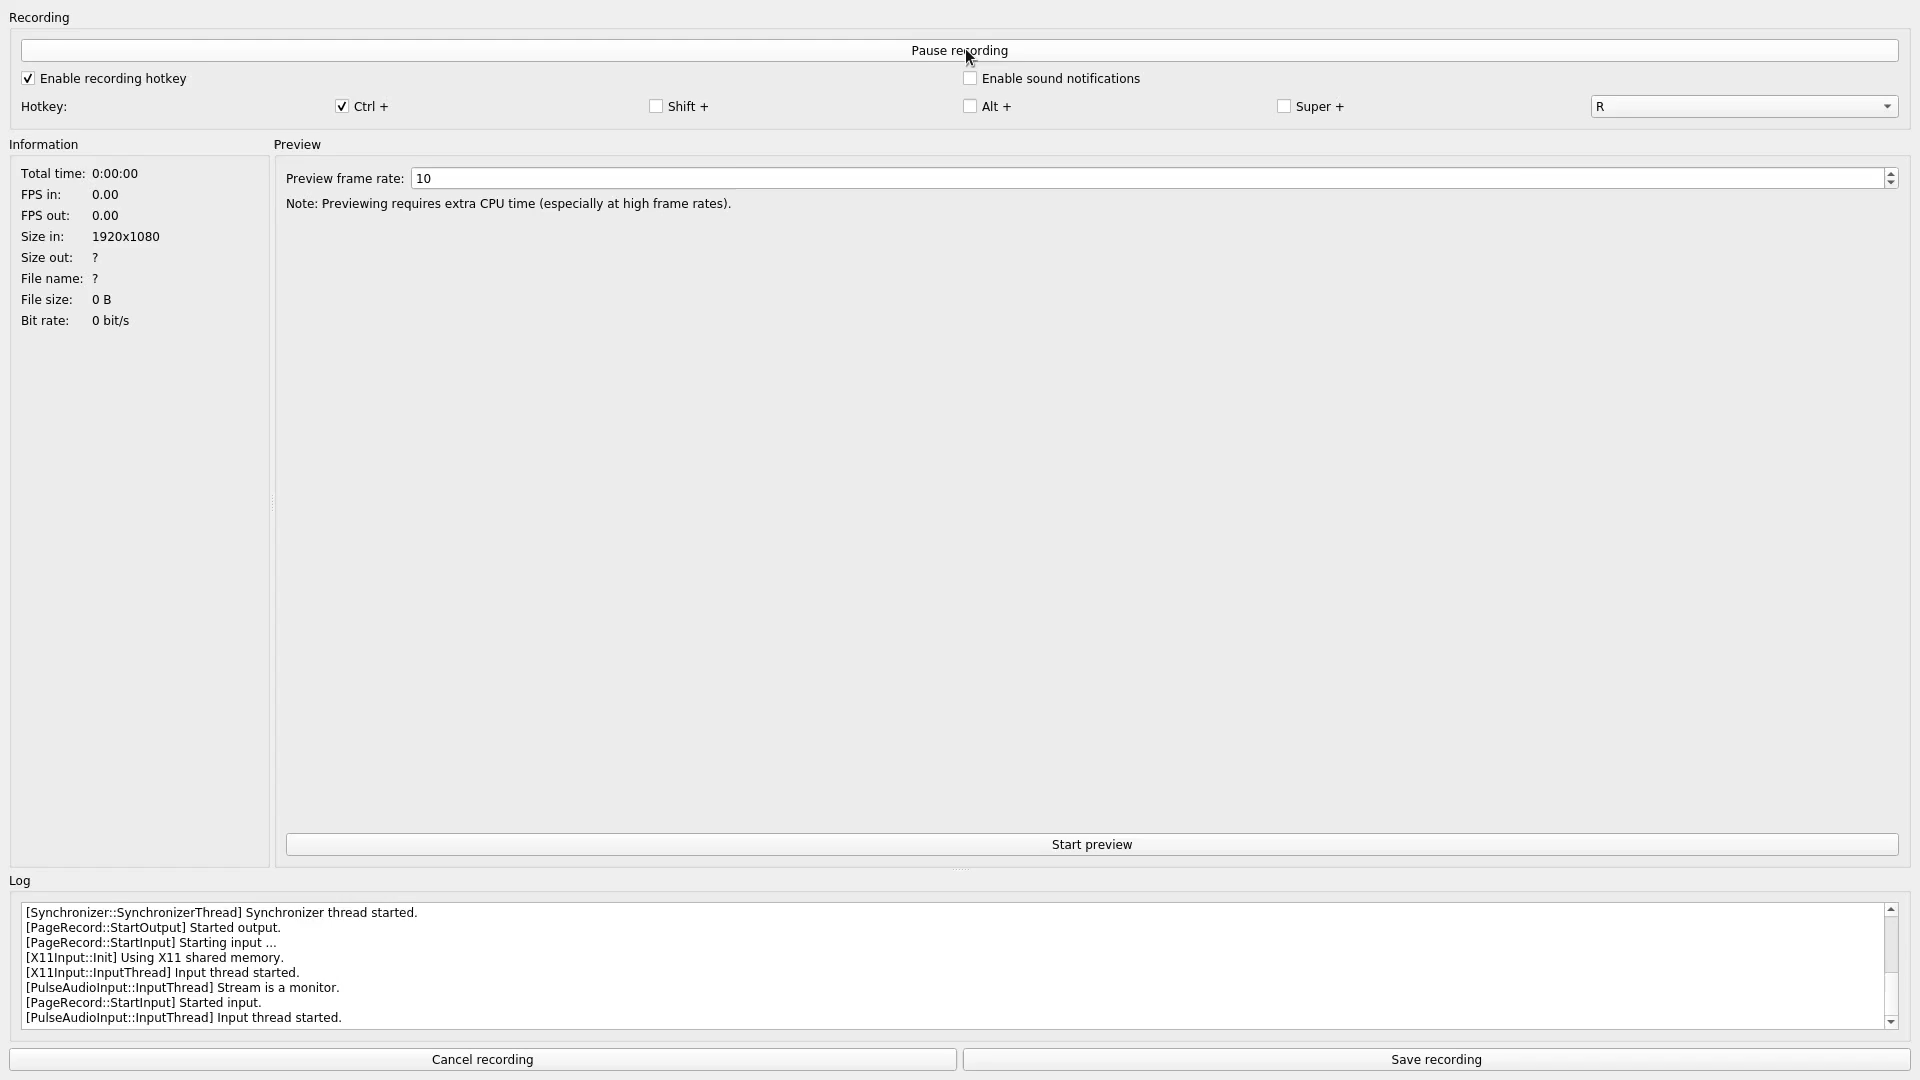 Recording
Pause recording
Enable recording hotkey
Enable sound notifications
Hotkey: Ctrl + Shift + Alt + Super + R
Information
Total time: 0:00:00
FPS in: 0.00
FPS out: 0.00
Size in: 1920x1080
Size out: ?
File name: ?
File size: 0 B
Bit rate: 0 bit/s
Preview
Preview frame rate: 10
Note: Previewing requires extra CPU time (especially at high frame rates).
Start preview
Log
[Synchronizer::SynchronizerThread] Synchronizer thread started.
[PageRecord::StartOutput] Started output.
[PageRecord::StartInput] Starting input ...
[X11Input::Init] Using X11 shared memory.
[X11Input::InputThread] Input thread started.
[PulseAudioInput::InputThread] Stream is a monitor.
[PageRecord::StartInput] Started input.
[PulseAudioInput::InputThread] Input thread started.
Cancel recording
Save recording